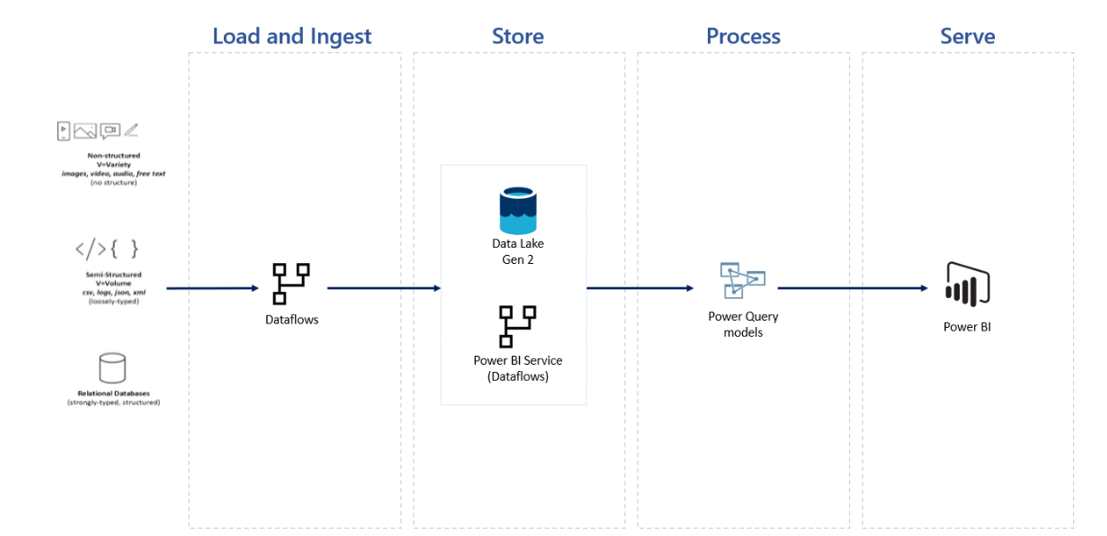 Load and Ingest
Store
Process
Serve
Non-structured
V=Variety
images, video, audio, free text
(no structure)
</>{ }
Semi-Structured
V=Volume
csv, logs, json, xml
(loosely-typed)
Relational Databases
(strongly-typed, structured)
Dataflows
Data Lake
Gen 2
Power BI Service
(Dataflows)
Power Query
models
Power BI